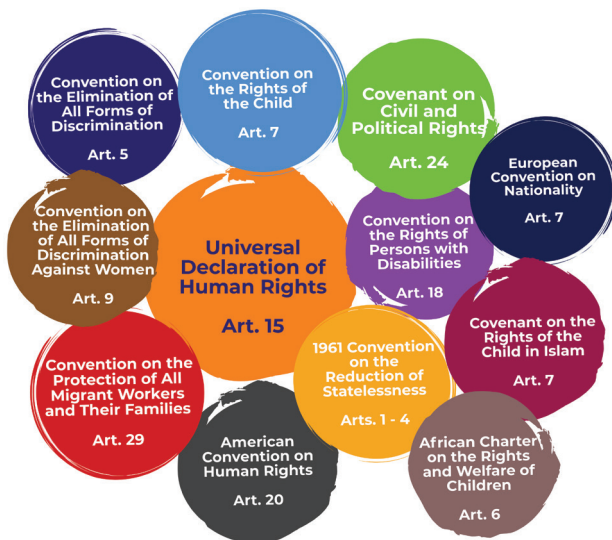 Convention on
the Elimination of
All Forms of
Discrimination
Art. 5
Convention on
the Rights of
the Child
Art. 7
Covenant on
Civil and
Political Rights
Art. 24
European
Convention on
Nationality
Art. 7
Convention on
the Elimination
of All Forms of
Discrimination
Against Women
Art. 9
Universal
Declaration of
Human Rights
Art. 15
Convention on
the Rights of
Persons with
Disabilities
Art. 18
Covenant on the
Rights of the
Child in Islam
Art. 7
Convention on the
Protection of All
Migrant Workers
and Their Families
Art. 29
1961 Convention
on the
Reduction of
Statelessness
Arts. 1 - 4
American
Convention on
Human Rights
Art. 20
African Charter
on the Rights
and Welfare of
Children
Art. 6